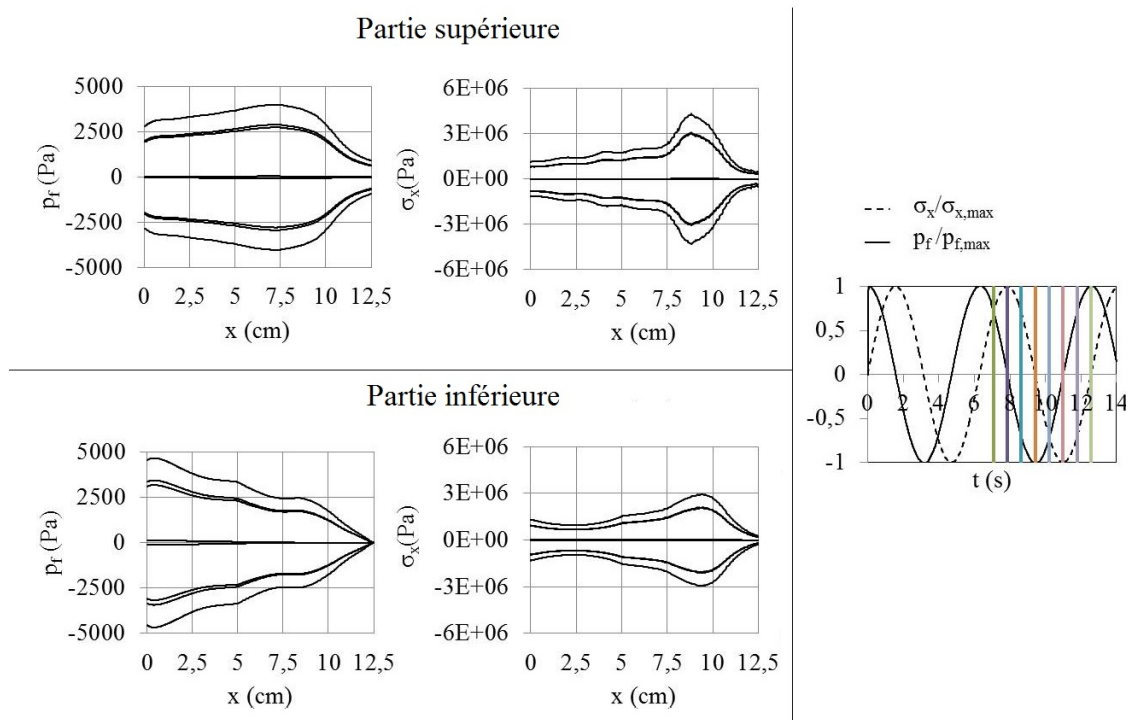 Partie supérieure
5000
2500
0
-2500
-5000
p_f (Pa)
0 2,5 5 7,5 10 12,5
x (cm)
6E+06
3E+06
0E+00
-3E+06
-6E+06
σ_x(Pa)
0 2,5 5 7,5 10 12,5
x (cm)
Partie inférieure
5000
2500
0
-2500
-5000
p_f (Pa)
0 2,5 5 7,5 10 12,5
x (cm)
6E+06
3E+06
0E+00
-3E+06
-6E+06
σ_x(Pa)
0 2,5 5 7,5 10 12,5
x (cm)
σ_x/σ_x,max
p_f /p_f,max
1
0,5
0
-0,5
-1
0 2 4 6 8 10 12 14
t (s)